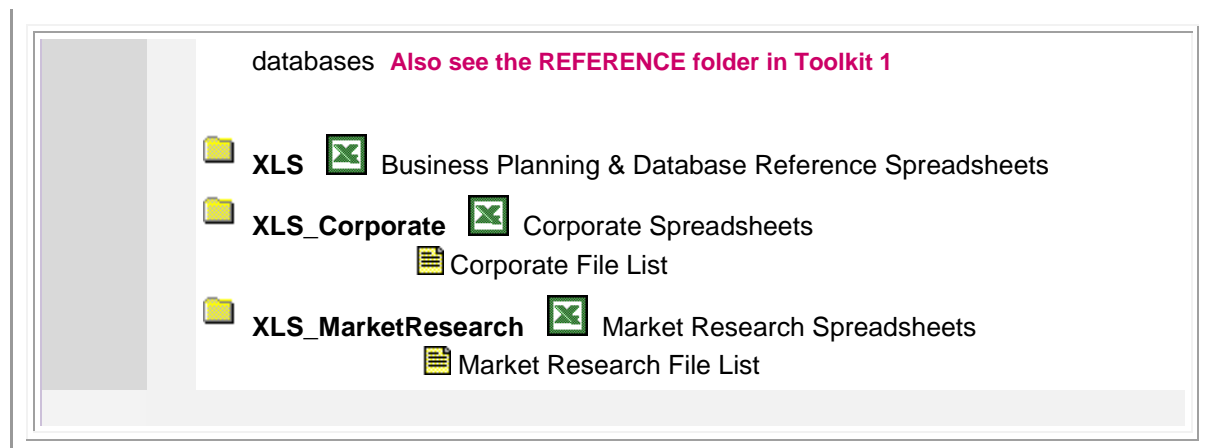 databases Also see the REFERENCE folder in Toolkit 1
XLS Business Planning & Database Reference Spreadsheets
XLS_Corporate Corporate Spreadsheets
Corporate File List
XLS_MarketResearch Market Research Spreadsheets
Market Research File List